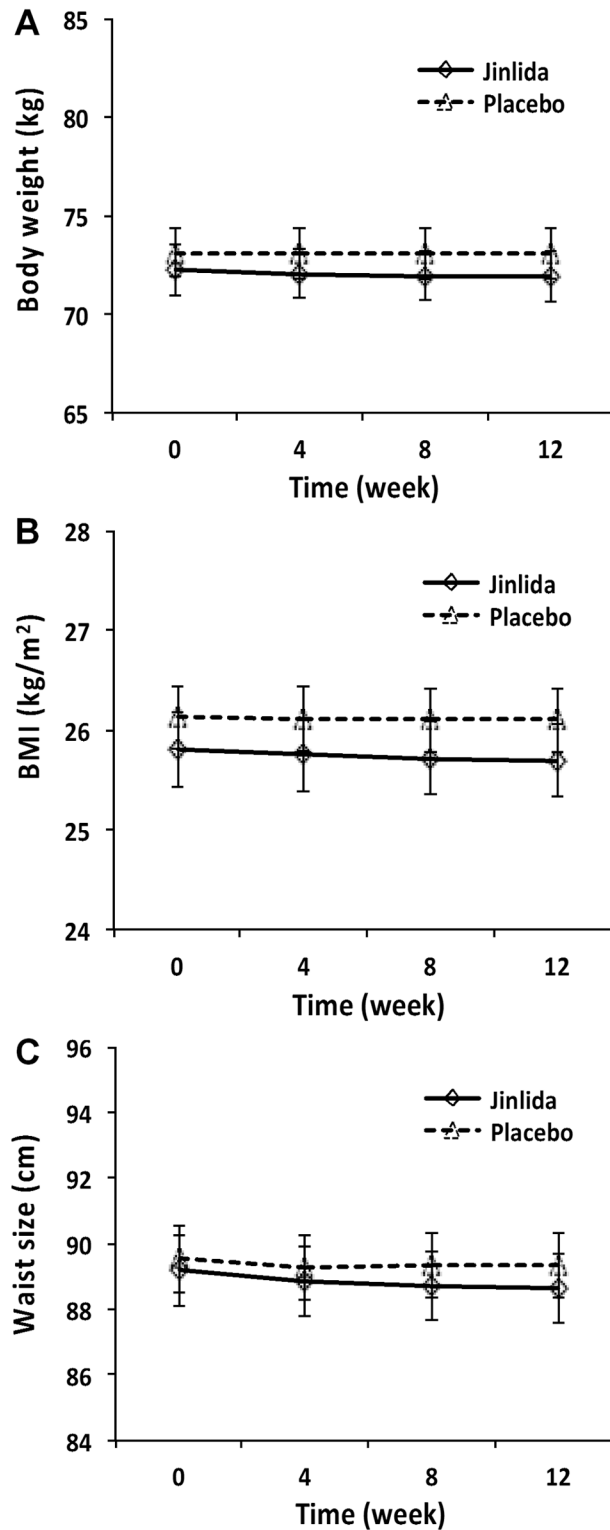 A
85
80
75
70
65
Body weight (kg)
Jinlida
Placebo
0 4 8 12
Time (week)
B
28
27
26
25
24
BMI (kg/m²)
Jinlida
Placebo
0 4 8 12
Time (week)
C
96
94
92
90
88
86
84
Waist size (cm)
Jinlida
Placebo
0 4 8 12
Time (week)